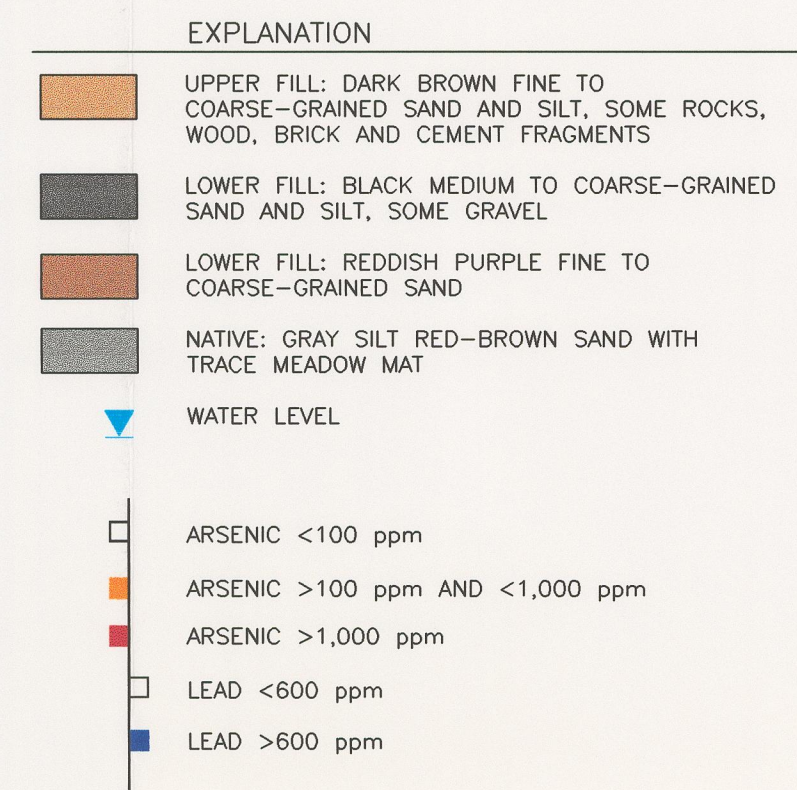 EXPLANATION
UPPER FILL: DARK BROWN FINE TO
COARSE-GRAINED SAND AND SILT, SOME ROCKS,
WOOD, BRICK AND CEMENT FRAGMENTS
LOWER FILL: BLACK MEDIUM TO COARSE-GRAINED
SAND AND SILT, SOME GRAVEL
LOWER FILL: REDDISH PURPLE FINE TO
COARSE-GRAINED SAND
NATIVE: GRAY SILT RED-BROWN SAND WITH
TRACE MEADOW MAT
WATER LEVEL
ARSENIC <100 ppm
ARSENIC >100 ppm AND <1,000 ppm
ARSENIC >1,000 ppm
LEAD <600 ppm
LEAD >600 ppm